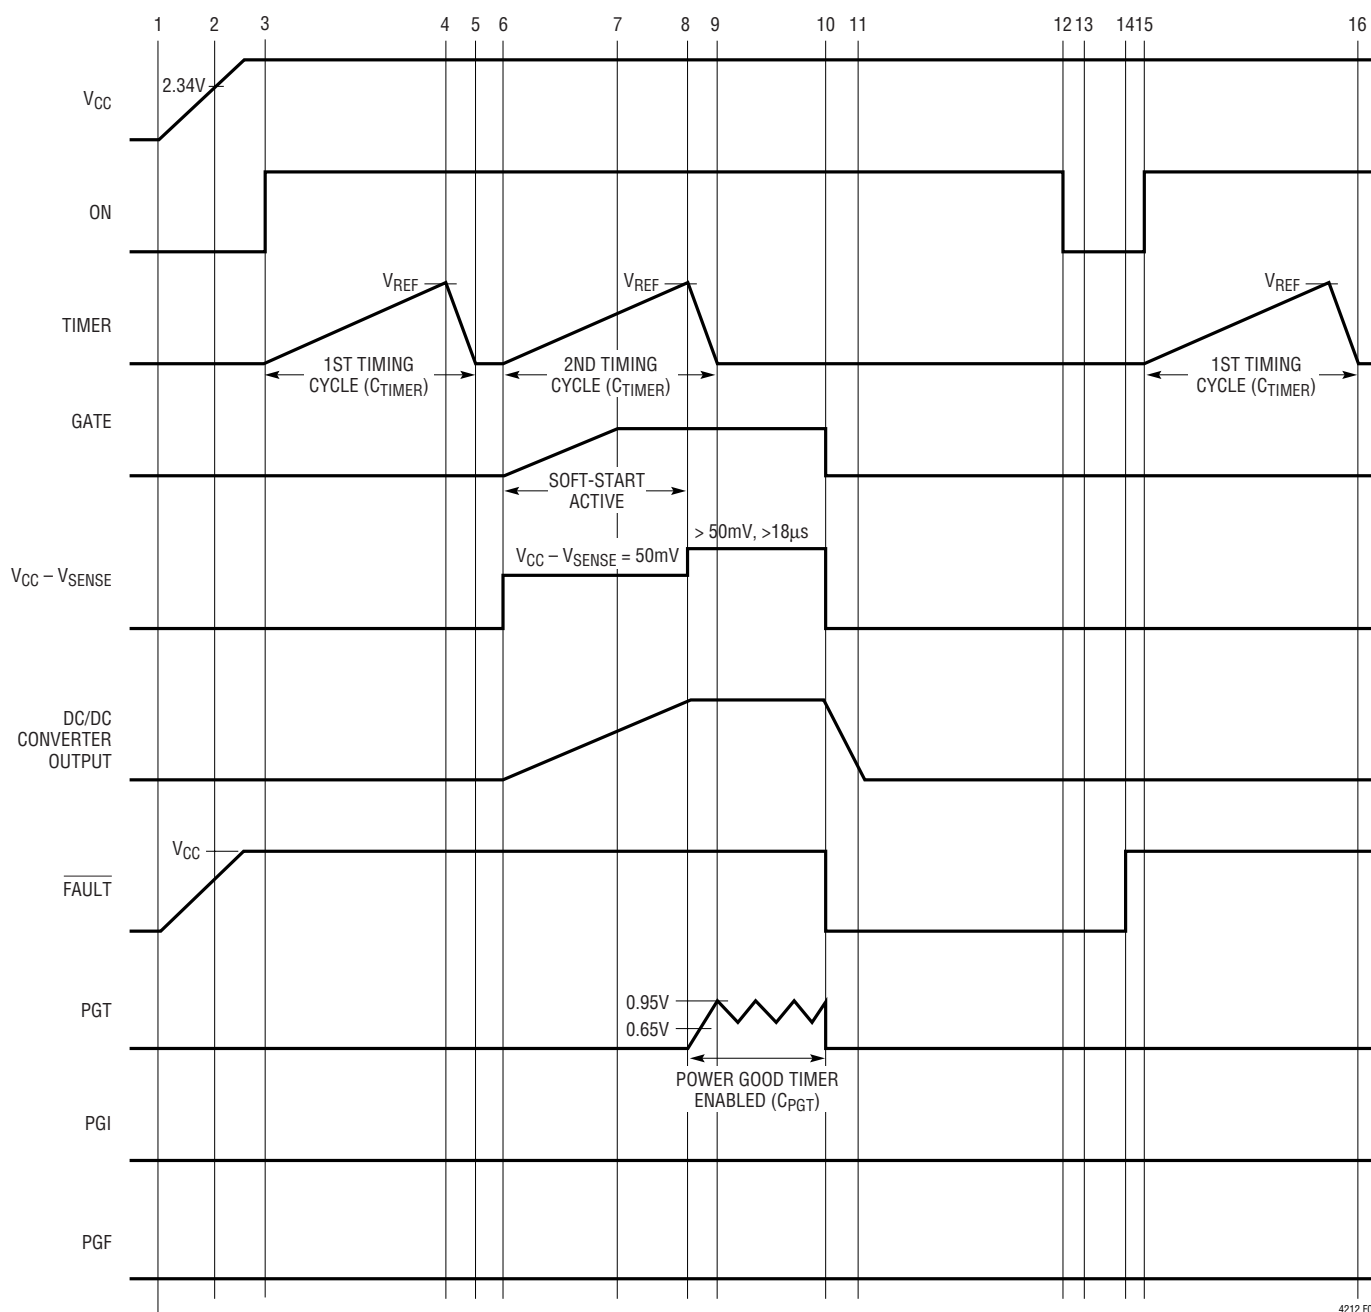 1 2 3 4 5 6 7 8 9 10 11 12 13 14 15 16
2.34V
VCC
ON
VREF VREF VREF
TIMER
1ST TIMING 2ND TIMING 1ST TIMING
CYCLE (CTIMER) CYCLE (CTIMER) CYCLE (CTIMER)
GATE
SOFT-START
ACTIVE
> 50mV, >18µs
VCC – VSENSE = 50mV
VCC – VSENSE
DC/DC
CONVERTER
OUTPUT
VCC
FAULT
0.95V
PGT
0.65V
POWER GOOD TIMER
ENABLED (CPGT)
PGI
PGF